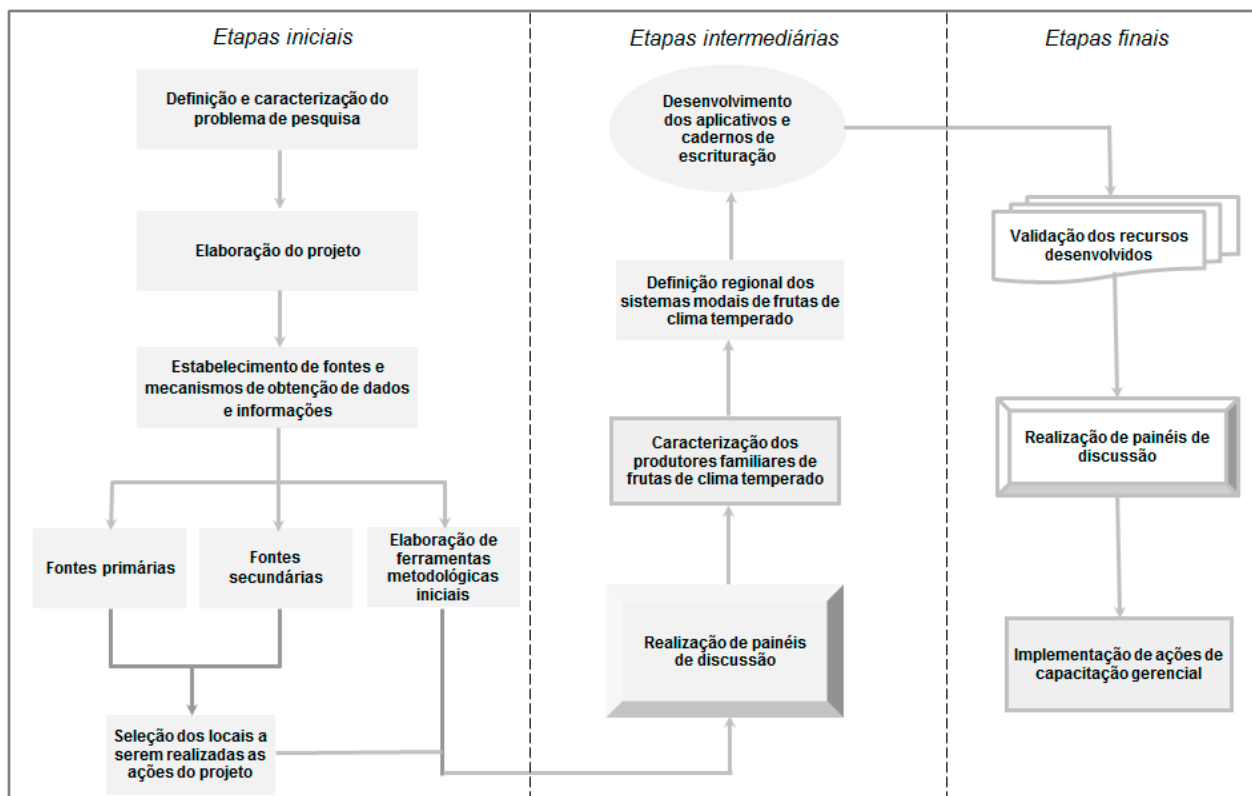 Etapas iniciais
Definição e caracterização do
problema de pesquisa
Elaboração do projeto
Estabelecimento de fontes e
mecanismos de obtenção de dados
e informações
Fontes primárias
Fontes
secundárias
Elaboração de
ferramentas
metodológicas
iniciais
Seleção dos locais a
serem realizadas as
ações do projeto
Etapas intermediárias
Desenvolvimento
dos aplicativos e
cadernos de
escrituração
Definição regional dos
sistemas modais de frutas de
clima temperado
Caracterização dos
produtores familiares de
frutas de clima temperado
Realização de painéis
de discussão
Etapas finais
Validação dos recursos
desenvolvidos
Realização de painéis de
discussão
Implementação de ações de
capacitação gerencial